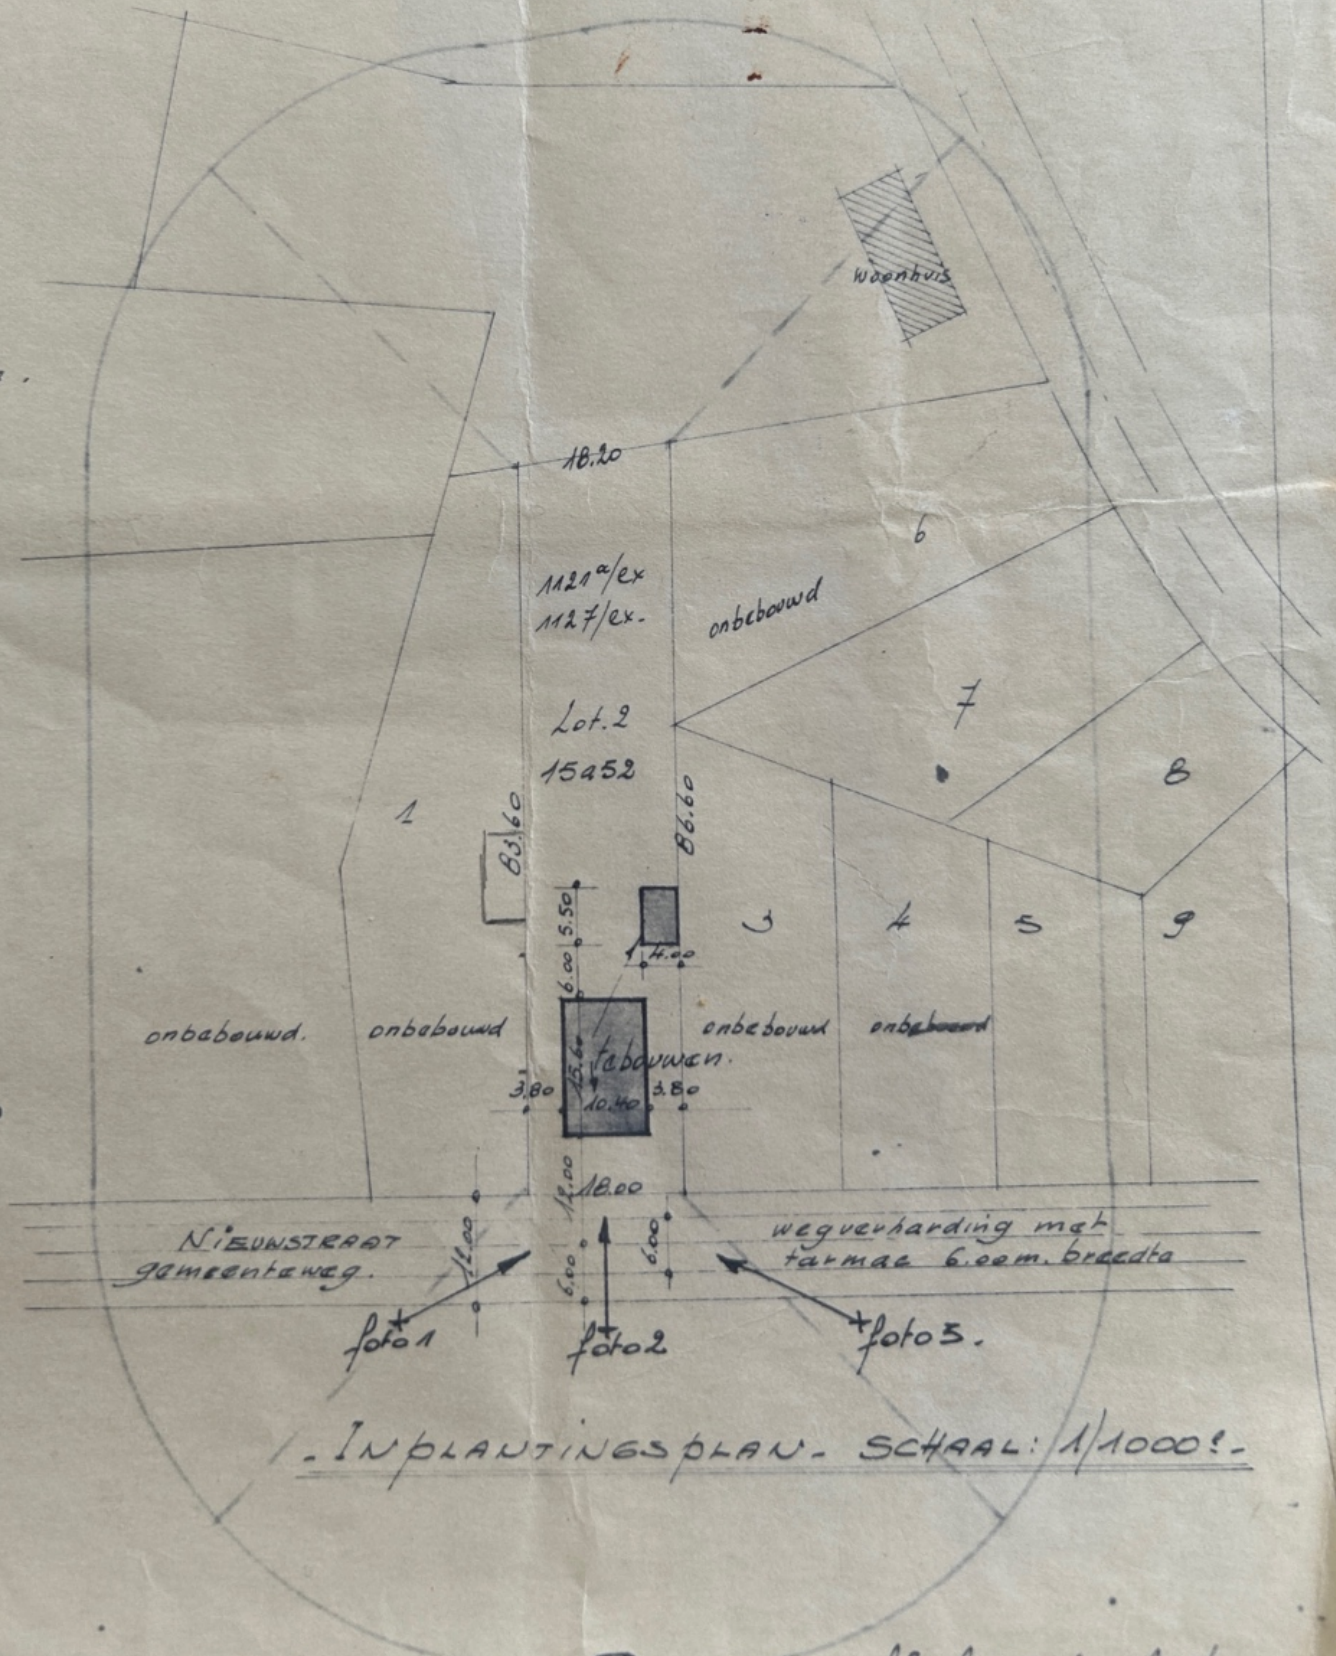 woonhuis
18.20
6
1121ᵃ/ex
1127/ex-
onbebouwd
Lot.2
7
15a52
8
1
83.60
86.60
5.50
3
4
5
9
6.00
4.00
onbebouwd.
onbebouwd
onbebouwd
onbebouwd
te bouwen.
15.60
3.80
10.40
3.80
12.00
18.00
NIEUWSTRAAT
gemeenteweg.
12.00
6.00
6.00
wegverharding met
tarmac 6.00m. breedte
foto 1
foto 2
foto 3.
- INPLANTINGSPLAN - SCHAAL: 1/1000e -